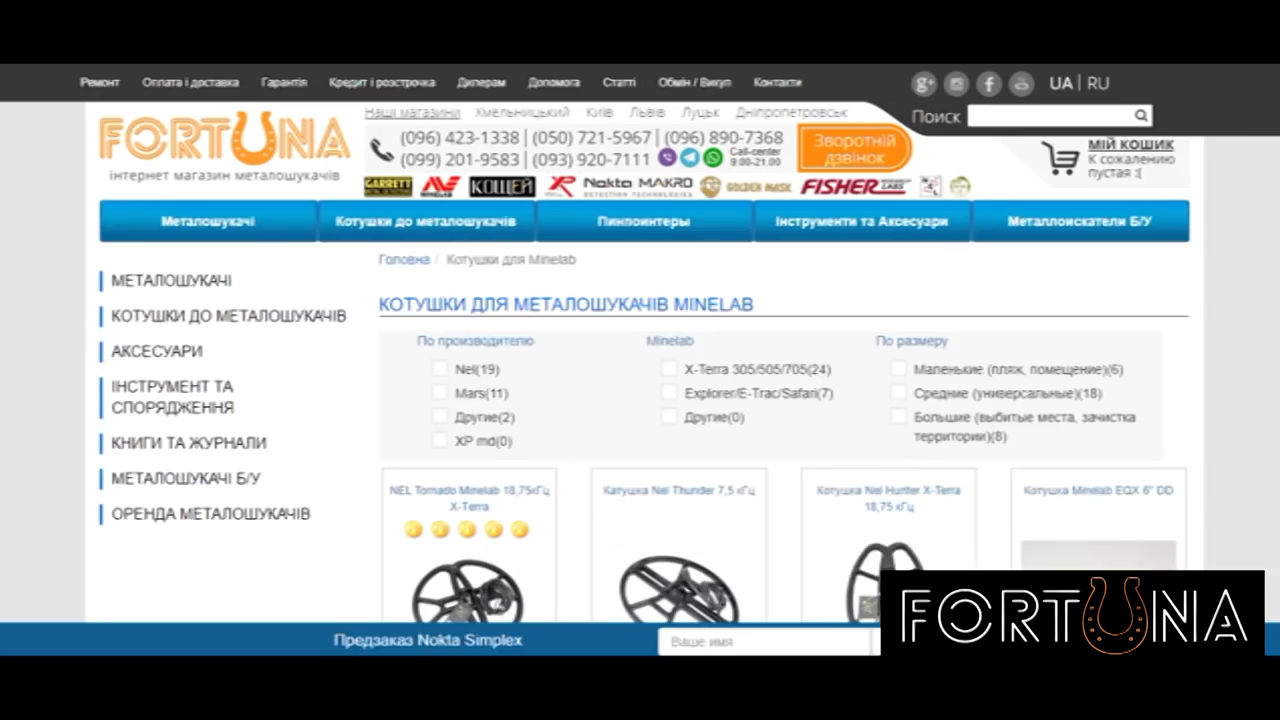 Ремонт Оплата і доставка Гарантія Кредит і розстрочка Дилерам Допомога Статті Обмін / Викуп Контакти UA | RU
Наші магазини Хмельницький Київ Львів Луцьк Дніпропетровськ
Поиск
FORTUNA
інтернет магазин металошукачів
(096) 423-1338 | (050) 721-5967 | (096) 890-7368
(099) 201-9583 | (093) 920-7111
Call-center
9:00-21:00
Зворотній
дзвінок
МІЙ КОШИК
К сожалению
пустая :(
GARRETT MINELAB КОЩЕЙ XP Nokta MAKRO GOLDEN MASK FISHER LABS
DETECTION TECHNOLOGIES
Металошукачі Котушки до металошукачів Пинпоинтеры Інструменти та Аксесуари Металлоискатели Б/У
Головна / Котушки для Minelab
МЕТАЛОШУКАЧІ
КОТУШКИ ДО МЕТАЛОШУКАЧІВ
АКСЕСУАРИ
ІНСТРУМЕНТ ТА
СПОРЯДЖЕННЯ
КНИГИ ТА ЖУРНАЛИ
МЕТАЛОШУКАЧІ Б/У
ОРЕНДА МЕТАЛОШУКАЧІВ
КОТУШКИ ДЛЯ МЕТАЛОШУКАЧІВ MINELAB
По производителю
Nel(19)
Mars(11)
Другие(2)
XP md(0)
Minelab
X-Terra 305/505/705(24)
Explorer/E-Trac/Safari(7)
Другие(0)
По размеру
Маленькие (пляж, помещение)(6)
Средние (универсальные)(18)
Большие (выбитые места, зачистка
территории)(8)
NEL Tornado Minelab 18,75кГц
X-Terra
Катушка Nel Thunder 7,5 кГц
Котушка Nel Hunter X-Terra
18,75 кГц
Котушка Minelab EQX 6" DD
Предзаказ Nokta Simplex
Ваше имя
FORTUNA